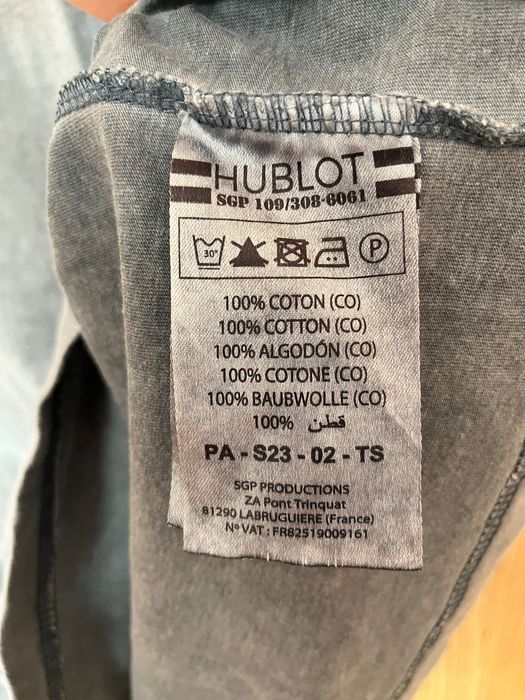 HUBLOT
SGP 109/308-6061
30°
P
100% COTON (CO)
100% COTTON (CO)
100% ALGODÓN (CO)
100% COTONE (CO)
100% BAUBWOLLE (CO)
100% قطن
PA - S23 - 02 - TS
SGP PRODUCTIONS
ZA Pont Trinquat
81290 LABRUGUIERE (France)
N° VAT : FR82519009161